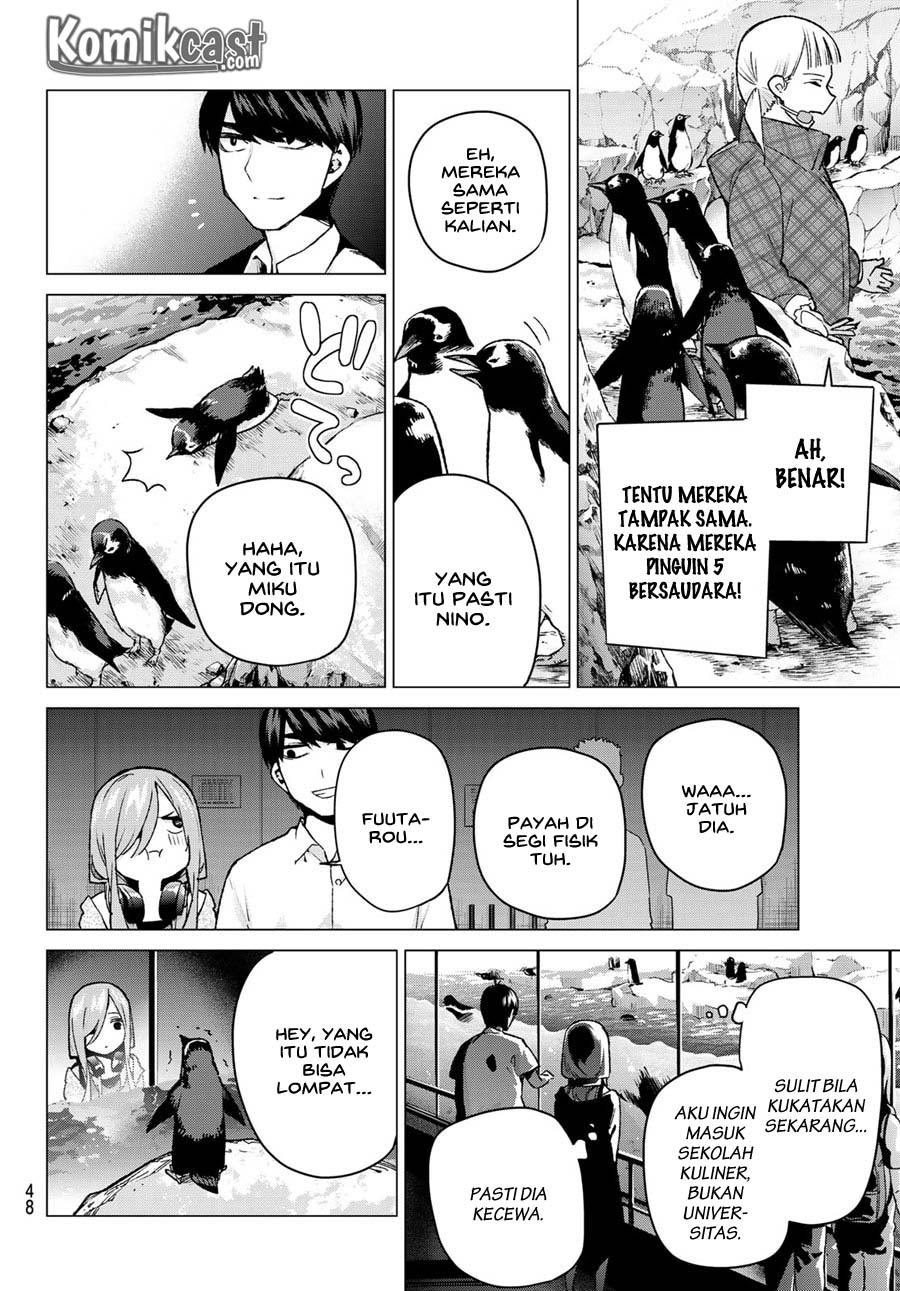 Komikcast
.com
AH,
BENAR!
TENTU MEREKA
TAMPAK SAMA.
KARENA MEREKA
PINGUIN 5
BERSAUDARA!
EH,
MEREKA
SAMA
SEPERTI
KALIAN.
YANG
ITU PASTI
NINO.
ビどっ
HAHA,
YANG ITU
MIKU
DONG.
WAAA...
JATUH
DIA.
PAYAH DI
SEGI FISIK
TUH.
FUUTA-
ROU...
SULIT BILA
KUKATAKAN
SEKARANG...
AKU INGIN
MASUK
SEKOLAH
KULINER,
BUKAN
UNIVER-
SITAS.
PASTI DIA
KECEWA.
HEY, YANG
ITU TIDAK
BISA
LOMPAT...
48